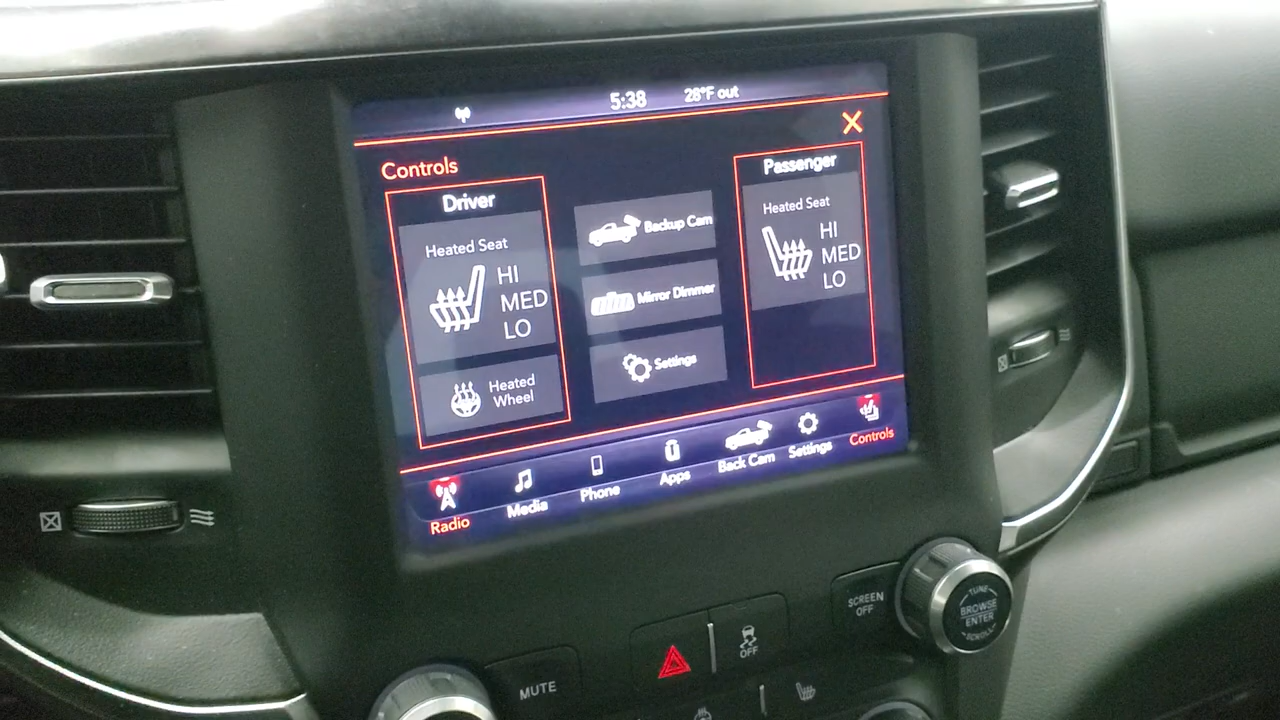 5:38 28°F out
Controls
Driver
Heated Seat
HI
MED
LO
Heated
Wheel
Backup Cam
Mirror Dimmer
Settings
Passenger
Heated Seat
HI
MED
LO
Radio
Media
Phone
Apps
Back Cam
Settings
Controls
MUTE
OFF
SCREEN
OFF
TUNE
BROWSE
ENTER
SCROLL